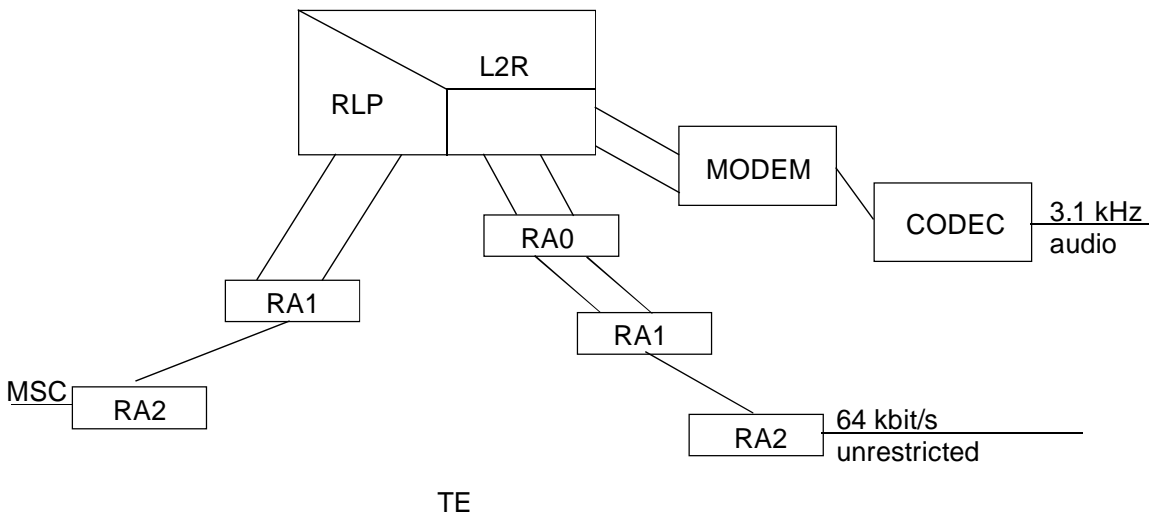 L2R
RLP
MODEM
CODEC
3.1 kHz
audio
RA0
RA1
RA1
MSC
RA2
RA2
64 kbit/s
unrestricted
TE